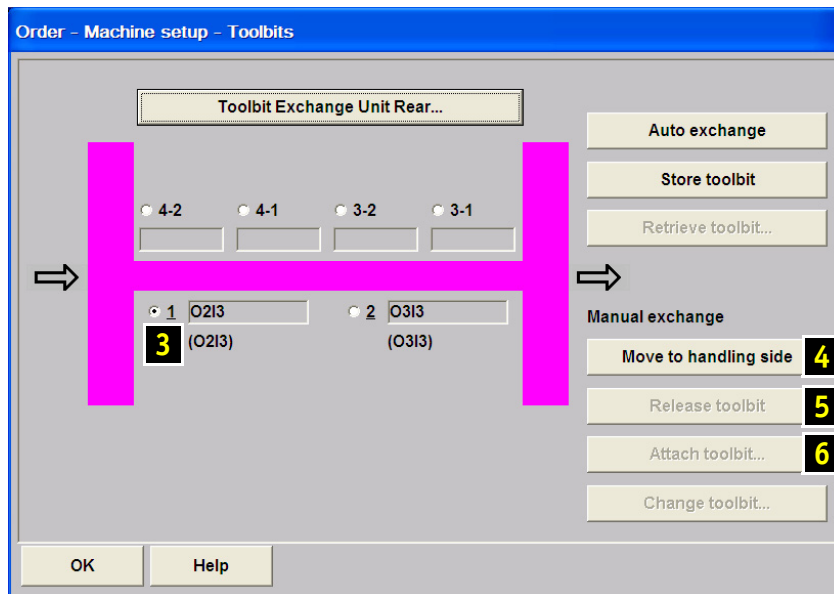 Order - Machine setup - Toolbits
Toolbit Exchange Unit Rear...
4-2 4-1 3-2 3-1
1 O2I3 2 O3I3
3 (O2I3) (O3I3)
Auto exchange
Store toolbit
Retrieve toolbit...
Manual exchange
Move to handling side 4
Release toolbit 5
Attach toolbit... 6
Change toolbit...
OK Help